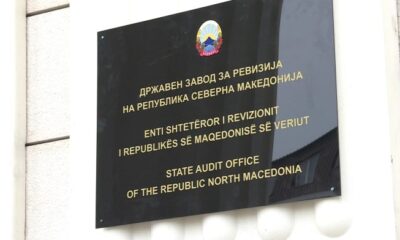 ДРЖАВЕН ЗАВОД ЗА РЕВИЗИЈА
НА РЕПУБЛИКА СЕВЕРНА МАКЕДОНИЈА
ENTI SHTETËROR I REVIZIONIT
I REPUBLIKËS SË MAQEDONISË SË VERIUT
STATE AUDIT OFFICE
OF THE REPUBLIC NORTH MACEDONIA